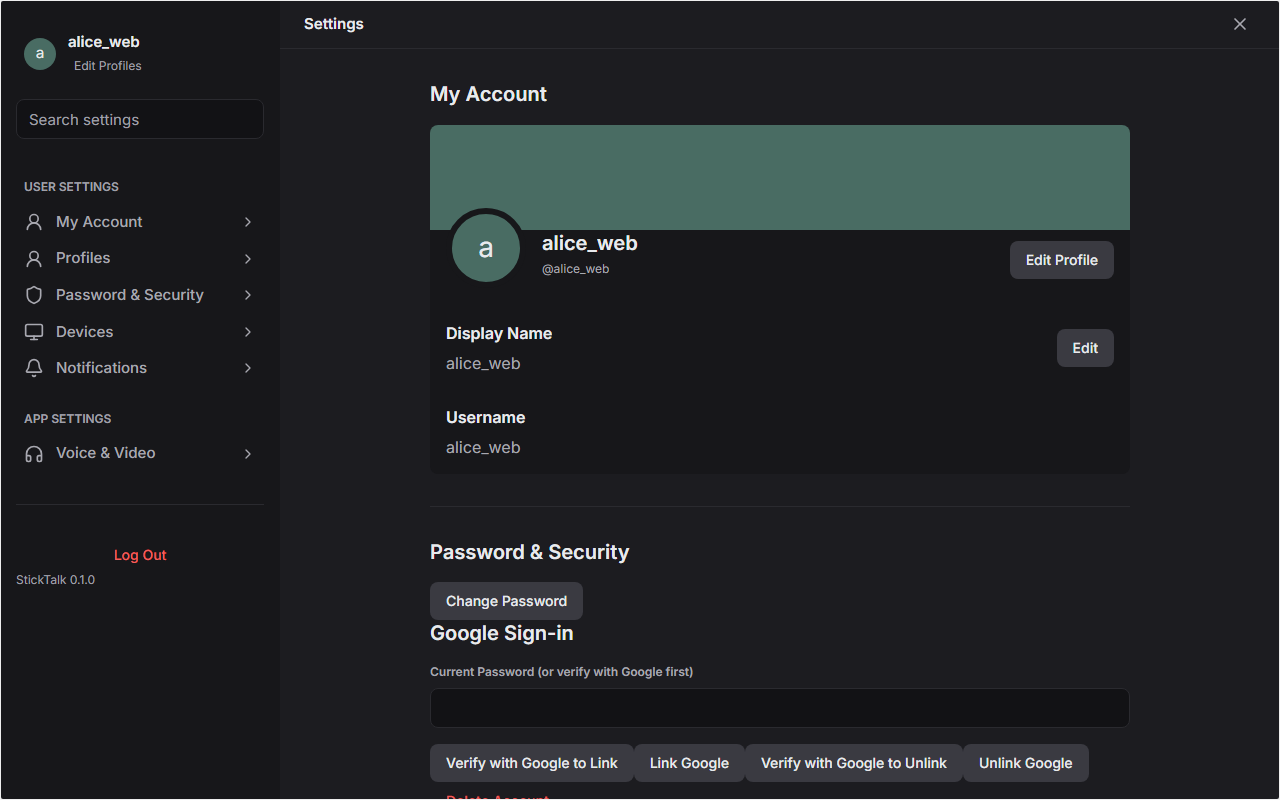 a
alice_web
Edit Profiles
Search settings
USER SETTINGS
My Account
Profiles
Password & Security
Devices
Notifications
APP SETTINGS
Voice & Video
Log Out
StickTalk 0.1.0
Settings
My Account
a
alice_web
@alice_web
Edit Profile
Display Name
alice_web
Edit
Username
alice_web
Password & Security
Change Password
Google Sign-in
Current Password (or verify with Google first)
Verify with Google to Link Link Google Verify with Google to Unlink Unlink Google
Delete Account